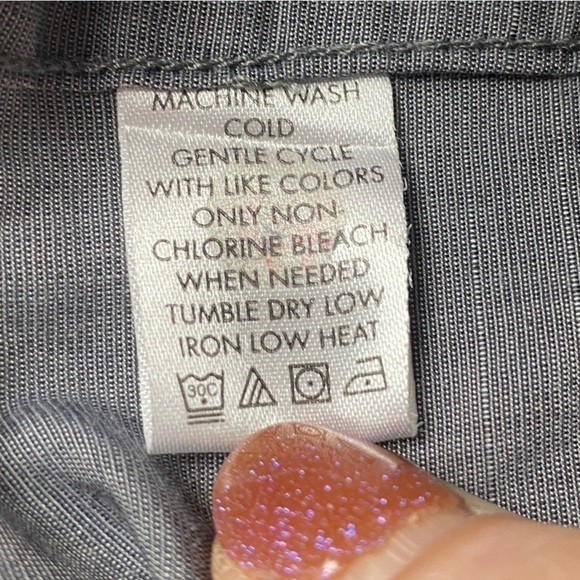 MACHINE WASH
COLD
GENTLE CYCLE
WITH LIKE COLORS
ONLY NON-
CHLORINE BLEACH
WHEN NEEDED
TUMBLE DRY LOW
IRON LOW HEAT
30C